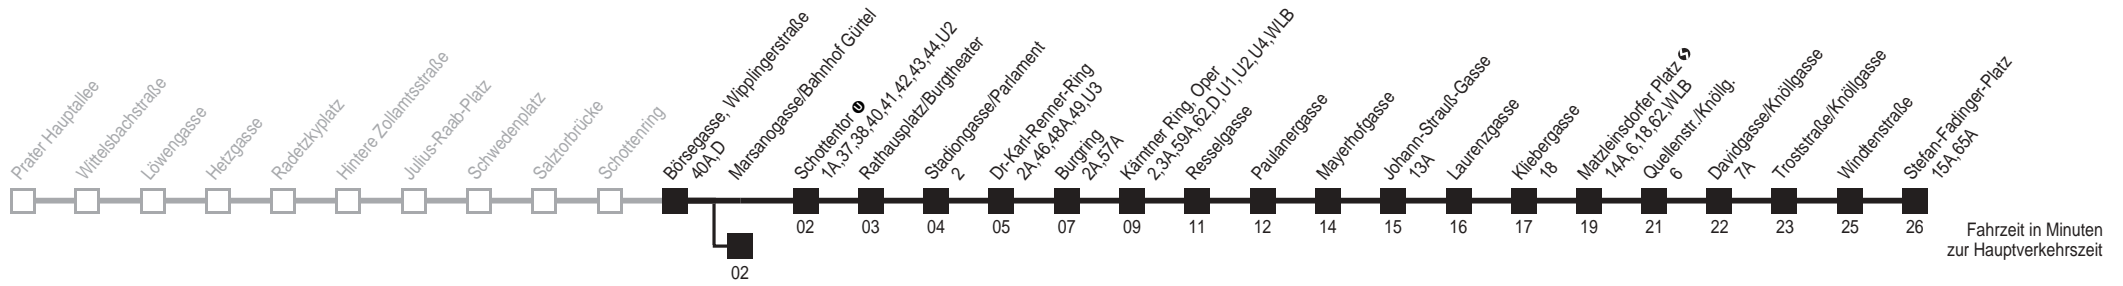 Prater Hauptallee
Wittelsbachstraße
Löwengasse
Hetzgasse
Radetzkyplatz
Hintere Zollamtsstraße
Julius-Raab-Platz
Schwedenplatz
Salztorbrücke
Schottenring
Börsegasse, Wipplingerstraße
40A,D
Marsanogasse/Bahnhof Gürtel
Schottentor U
1A,37,38,40,41,42,43,44,U2
Rathausplatz/Burgtheater
Stadiongasse/Parlament
2
Dr-Karl-Renner-Ring
2A,46,48A,49,U3
Burgring
2A,57A
Kärntner Ring, Oper
2,3A,59A,62,D,U1,U2,U4,WLB
Resselgasse
Paulanergasse
Mayerhofgasse
Johann-Strauß-Gasse
13A
Laurenzgasse
Kliebergasse
18
Matzleinsdorfer Platz S
14A,6,18,62,WLB
Quellenstr./Knöllg.
6
Davidgasse/Knöllgasse
7A
Troststraße/Knöllgasse
Windtenstraße
Stefan-Fadinger-Platz
15A,65A
02 03 04 05 07 09 11 12 14 15 16 17 19 21 22 23 25 26
02
Fahrzeit in Minuten
zur Hauptverkehrszeit